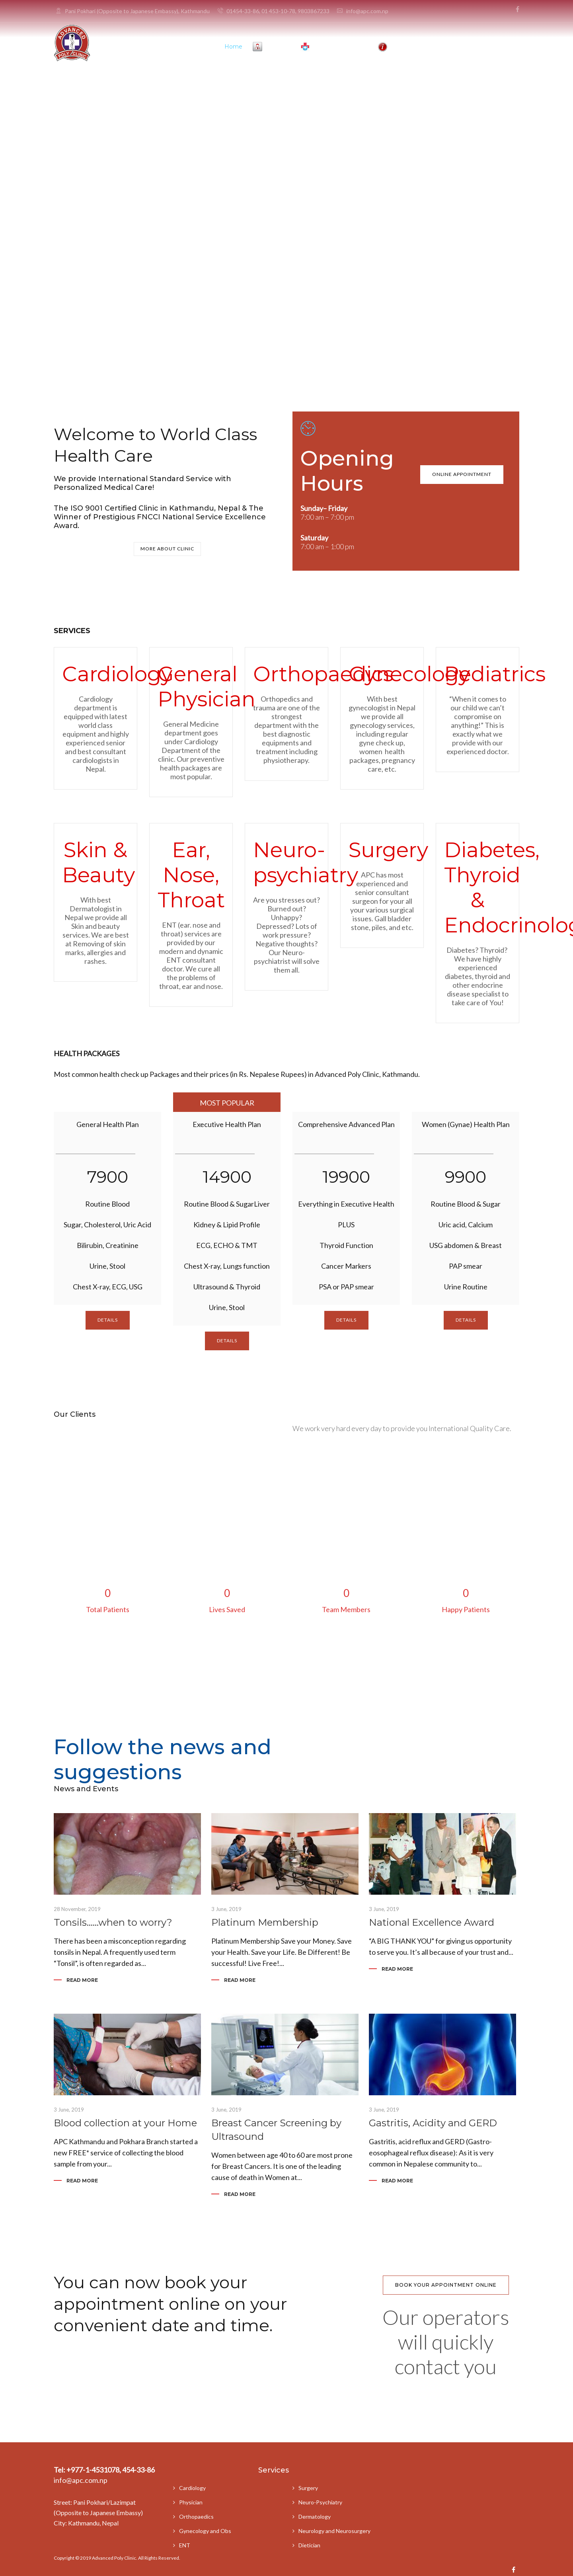 Pani Pokhari (Opposite to Japanese Embassy), Kathmandu
01454-33-86, 01 453-10-78, 9803867233
info@apc.com.np
ADVANCED
POLY CLINIC
Home
Welcome to World Class
Health Care
We provide International Standard Service with
Personalized Medical Care!
The ISO 9001 Certified Clinic in Kathmandu, Nepal & The
Winner of Prestigious FNCCI National Service Excellence
Award.
MORE ABOUT CLINIC
Opening
Hours
Sunday– Friday
7:00 am – 7:00 pm
Saturday
7:00 am – 1:00 pm
ONLINE APPOINTMENT
SERVICES
Cardiology
Cardiology
department is
equipped with latest
world class
equipment and highly
experienced senior
and best consultant
cardiologists in
Nepal.
General
Physician
General Medicine
department goes
under Cardiology
Department of the
clinic. Our preventive
health packages are
most popular.
Orthopaedics
Orthopedics and
trauma are one of the
strongest
department with the
best diagnostic
equipments and
treatment including
physiotherapy.
Gynecology
With best
gynecologist in Nepal
we provide all
gynecology services,
including regular
gyne check up,
women health
packages, pregnancy
care, etc.
Pediatrics
"When it comes to
our child we can't
compromise on
anything!" This is
exactly what we
provide with our
experienced doctor.
Skin &
Beauty
With best
Dermatologist in
Nepal we provide all
Skin and beauty
services. We are best
at Removing of skin
marks, allergies and
rashes.
Ear,
Nose,
Throat
ENT (ear. nose and
throat) services are
provided by our
modern and dynamic
ENT consultant
doctor. We cure all
the problems of
throat, ear and nose.
Neuro-
psychiatry
Are you stresses out?
Burned out?
Unhappy?
Depressed? Lots of
work pressure?
Negative thoughts?
Our Neuro-
psychiatrist will solve
them all.
Surgery
APC has most
experienced and
senior consultant
surgeon for your all
your various surgical
issues. Gall bladder
stone, piles, and etc.
Diabetes,
Thyroid
&
Endocrinolog
Diabetes? Thyroid?
We have highly
experienced
diabetes, thyroid and
other endocrine
disease specialist to
take care of You!
HEALTH PACKAGES
Most common health check up Packages and their prices (in Rs. Nepalese Rupees) in Advanced Poly Clinic, Kathmandu.
General Health Plan
7900
Routine Blood
Sugar, Cholesterol, Uric Acid
Bilirubin, Creatinine
Urine, Stool
Chest X-ray, ECG, USG
DETAILS
MOST POPULAR
Executive Health Plan
14900
Routine Blood & SugarLiver
Kidney & Lipid Profile
ECG, ECHO & TMT
Chest X-ray, Lungs function
Ultrasound & Thyroid
Urine, Stool
DETAILS
Comprehensive Advanced Plan
19900
Everything in Executive Health
PLUS
Thyroid Function
Cancer Markers
PSA or PAP smear
DETAILS
Women (Gynae) Health Plan
9900
Routine Blood & Sugar
Uric acid, Calcium
USG abdomen & Breast
PAP smear
Urine Routine
DETAILS
Our Clients
We work very hard every day to provide you International Quality Care.
0
Total Patients
0
Lives Saved
0
Team Members
0
Happy Patients
Follow the news and
suggestions
News and Events
28 November, 2019
Tonsils……when to worry?
There has been a misconception regarding
tonsils in Nepal. A frequently used term
"Tonsil", is often regarded as...
READ MORE
3 June, 2019
Platinum Membership
Platinum Membership Save your Money. Save
your Health. Save your Life. Be Different! Be
successful! Live Free!...
READ MORE
3 June, 2019
National Excellence Award
"A BIG THANK YOU" for giving us opportunity
to serve you. It's all because of your trust and...
READ MORE
3 June, 2019
Blood collection at your Home
APC Kathmandu and Pokhara Branch started a
new FREE* service of collecting the blood
sample from your...
READ MORE
3 June, 2019
Breast Cancer Screening by
Ultrasound
Women between age 40 to 60 are most prone
for Breast Cancers. It is one of the leading
cause of death in Women at...
READ MORE
3 June, 2019
Gastritis, Acidity and GERD
Gastritis, acid reflux and GERD (Gastro-
eosophageal reflux disease): As it is very
common in Nepalese community to...
READ MORE
You can now book your
appointment online on your
convenient date and time.
BOOK YOUR APPOINTMENT ONLINE
Our operators
will quickly
contact you
Tel: +977-1-4531078, 454-33-86
info@apc.com.np
Street: Pani Pokhari/Lazimpat
(Opposite to Japanese Embassy)
City: Kathmandu, Nepal
Services
Cardiology
Physician
Orthopaedics
Gynecology and Obs
ENT
Surgery
Neuro-Psychiatry
Dermatology
Neurology and Neurosurgery
Dietician
Copyright © 2019 Advanced Poly Clinic. All Rights Reserved.